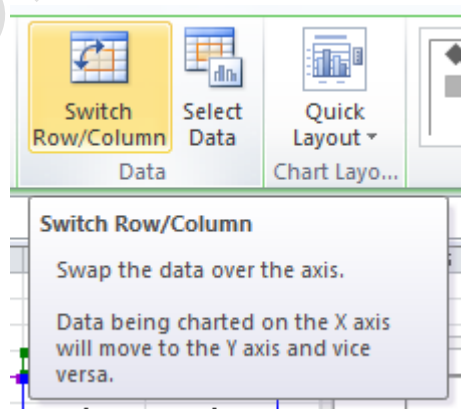 Switch
Row/Column
Select
Data
Quick
Layout
Data
Chart Layo...
Switch Row/Column
Swap the data over the axis.
Data being charted on the X axis
will move to the Y axis and vice
versa.